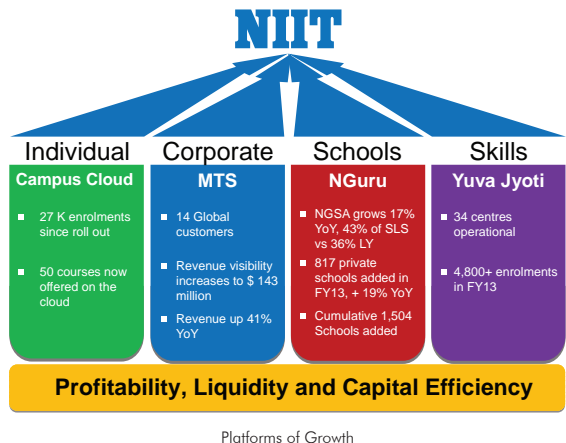 NIIT
Individual
Campus Cloud
27 K enrolments
since roll out
50 courses now
offered on the
cloud
Corporate
MTS
14 Global
customers
Revenue visibility
increases to $ 143
million
Revenue up 41%
YoY
Schools
NGuru
NGSA grows 17%
YoY, 43% of SLS
vs 36% LY
817 private
schools added in
FY13, + 19% YoY
Cumulative 1,504
Schools added
Skills
Yuva Jyoti
34 centres
operational
4,800+ enrolments
in FY13
Profitability, Liquidity and Capital Efficiency
Platforms of Growth